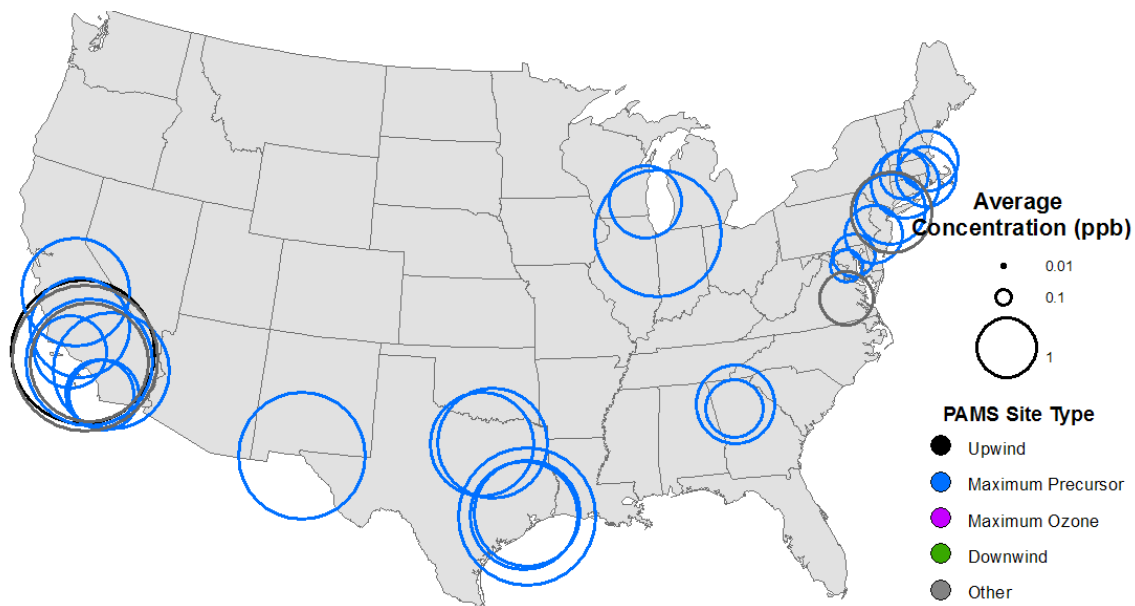 Average
Concentration (ppb)
0.01
0.1
1
PAMS Site Type
Upwind
Maximum Precursor
Maximum Ozone
Downwind
Other